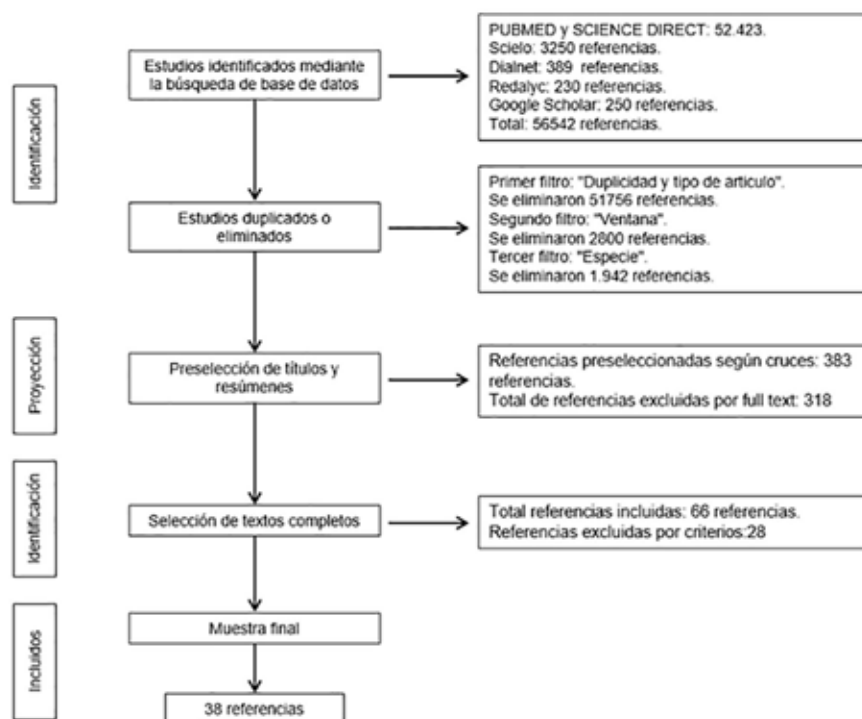 Identificación
Estudios identificados mediante
la búsqueda de base de datos
PUBMED y SCIENCE DIRECT: 52.423.
Scielo: 3250 referencias.
Dialnet: 389 referencias.
Redalyc: 230 referencias.
Google Scholar: 250 referencias.
Total: 56542 referencias.
Estudios duplicados o
eliminados
Primer filtro: "Duplicidad y tipo de articulo".
Se eliminaron 51756 referencias.
Segundo filtro: "Ventana".
Se eliminaron 2800 referencias.
Tercer filtro: "Especie".
Se eliminaron 1.942 referencias.
Proyección
Preselección de títulos y
resúmenes
Referencias preseleccionadas según cruces: 383
referencias.
Total de referencias excluidas por full text: 318
Identificación
Selección de textos completos
Total referencias incluidas: 66 referencias.
Referencias excluidas por criterios:28
Incluidos
Muestra final
38 referencias